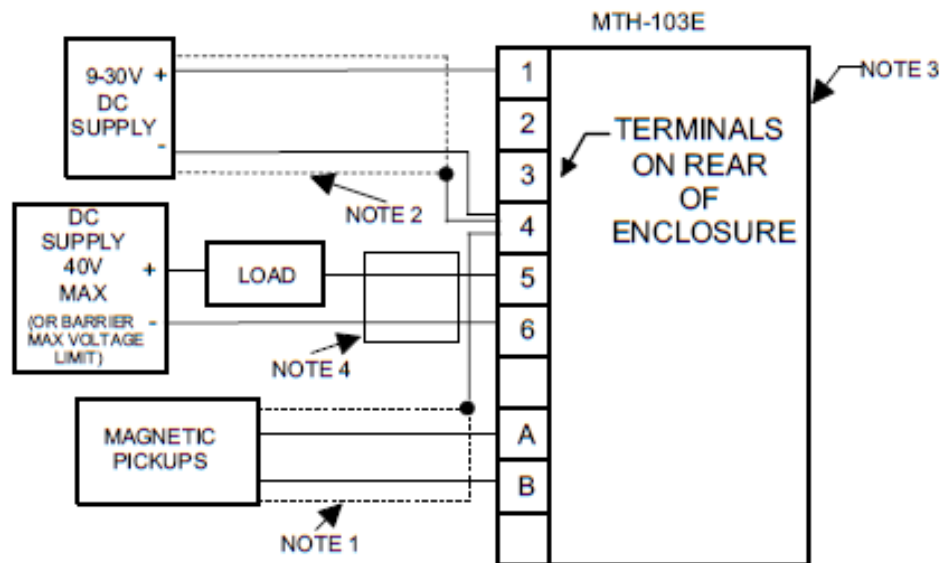 MTH-103E
9-30V +
DC
SUPPLY
-
NOTE 2
DC
SUPPLY
40V +
MAX
(OR BARRIER -
MAX VOLTAGE
LIMIT)
LOAD
NOTE 4
MAGNETIC
PICKUPS
NOTE 1
1
2
3
4
5
6
A
B
TERMINALS
ON REAR
OF
ENCLOSURE
NOTE 3